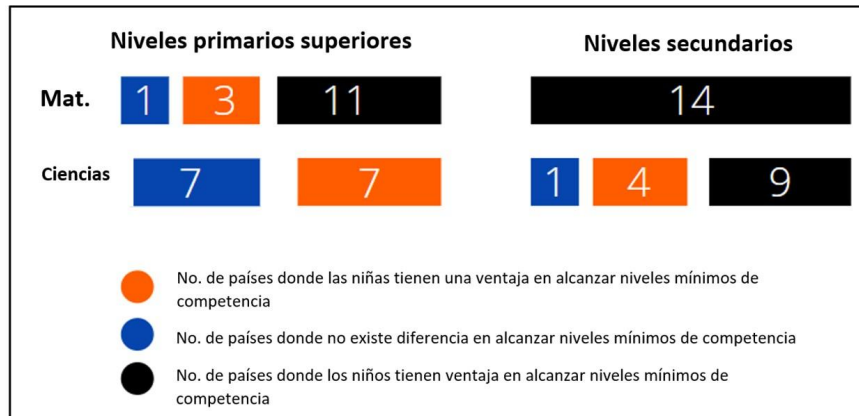 Niveles primarios superiores
Niveles secundarios
Mat.
1 3 11
14
Ciencias
7 7
1 4 9
No. de países donde las niñas tienen una ventaja en alcanzar niveles mínimos de
competencia
No. de países donde no existe diferencia en alcanzar niveles mínimos de competencia
No. de países donde los niños tienen ventaja en alcanzar niveles mínimos de
competencia